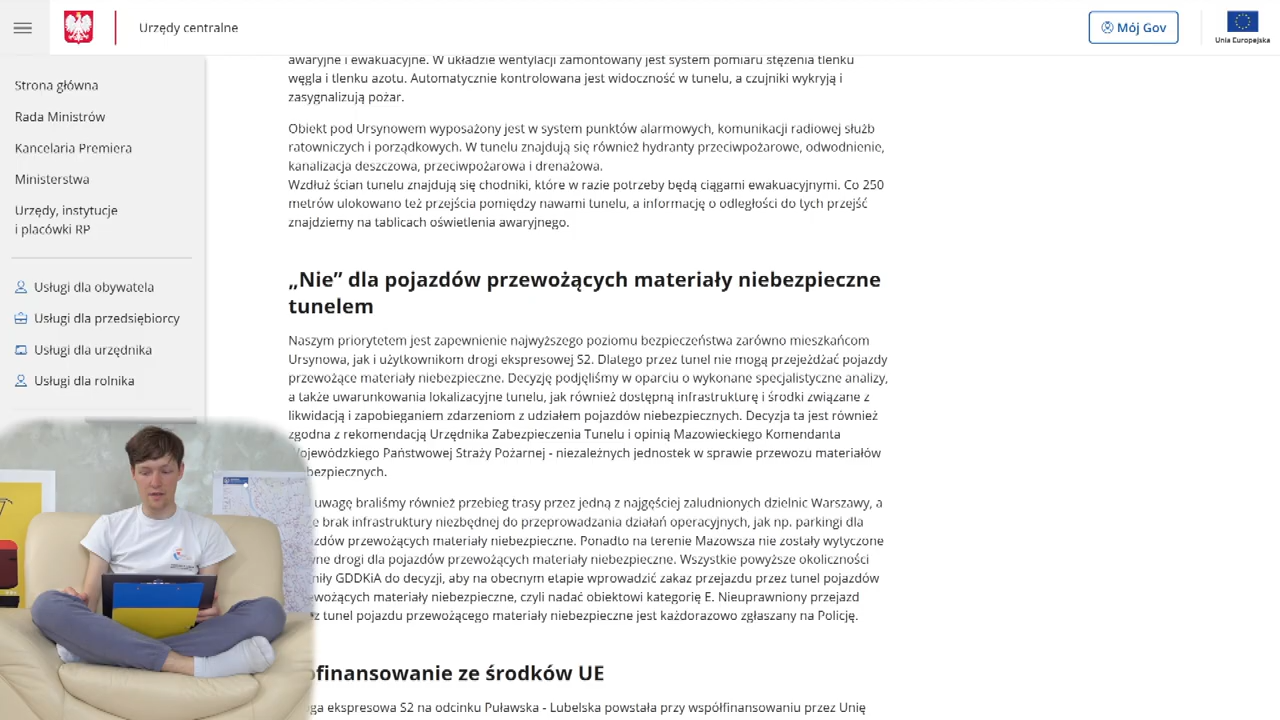 Urzędy centralne
Mój Gov
Unia Europejska
Strona główna
Rada Ministrów
Kancelaria Premiera
Ministerstwa
Urzędy, instytucje
i placówki RP
Usługi dla obywatela
Usługi dla przedsiębiorcy
Usługi dla urzędnika
Usługi dla rolnika
awaryjne i ewakuacyjne. W układzie wentylacji zamontowany jest system pomiaru stężenia tlenku
węgla i tlenku azotu. Automatycznie kontrolowana jest widoczność w tunelu, a czujniki wykryją i
zasygnalizują pożar.
Obiekt pod Ursynowem wyposażony jest w system punktów alarmowych, komunikacji radiowej służb
ratowniczych i porządkowych. W tunelu znajdują się również hydranty przeciwpożarowe, odwodnienie,
kanalizacja deszczowa, przeciwpożarowa i drenażowa.
Wzdłuż ścian tunelu znajdują się chodniki, które w razie potrzeby będą ciągami ewakuacyjnymi. Co 250
metrów ulokowano też przejścia pomiędzy nawami tunelu, a informację o odległości do tych przejść
znajdziemy na tablicach oświetlenia awaryjnego.
„Nie” dla pojazdów przewożących materiały niebezpieczne
tunelem
Naszym priorytetem jest zapewnienie najwyższego poziomu bezpieczeństwa zarówno mieszkańcom
Ursynowa, jak i użytkownikom drogi ekspresowej S2. Dlatego przez tunel nie mogą przejeżdżać pojazdy
przewożące materiały niebezpieczne. Decyzję podjęliśmy w oparciu o wykonane specjalistyczne analizy,
a także uwarunkowania lokalizacyjne tunelu, jak również dostępną infrastrukturę i środki związane z
likwidacją i zapobieganiem zdarzeniom z udziałem pojazdów niebezpiecznych. Decyzja ta jest również
zgodna z rekomendacją Urzędnika Zabezpieczenia Tunelu i opinią Mazowieckiego Komendanta
ojewódzkiego Państwowej Straży Pożarnej - niezależnych jednostek w sprawie przewozu materiałów
bezpiecznych.
uwagę braliśmy również przebieg trasy przez jedną z najgęściej zaludnionych dzielnic Warszawy, a
e brak infrastruktury niezbędnej do przeprowadzania działań operacyjnych, jak np. parkingi dla
azdów przewożących materiały niebezpieczne. Ponadto na terenie Mazowsza nie zostały wytyczone
wne drogi dla pojazdów przewożących materiały niebezpieczne. Wszystkie powyższe okoliczności
niły GDDKiA do decyzji, aby na obecnym etapie wprowadzić zakaz przejazdu przez tunel pojazdów
ewożących materiały niebezpieczne, czyli nadać obiektowi kategorię E. Nieuprawniony przejazd
z tunel pojazdu przewożącego materiały niebezpieczne jest każdorazowo zgłaszany na Policję.
ofinansowanie ze środków UE
ga ekspresowa S2 na odcinku Puławska - Lubelska powstała przy współfinansowaniu przez Unię